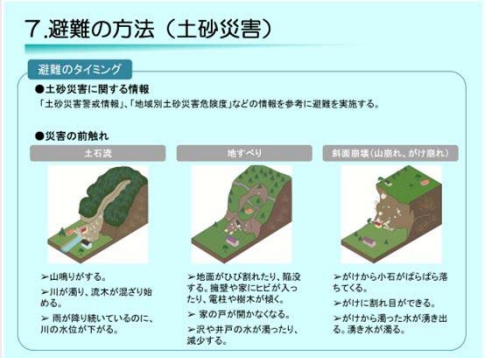 7.避難の方法（土砂災害）
避難のタイミング
●土砂災害に関する情報
「土砂災害警戒情報」、「地域別土砂災害危険度」などの情報を参考に避難を実施する。
●災害の前触れ
土石流
➢山鳴りがする。
➢川が濁り、流木が混ざり始
める。
➢ 雨が降り続いているのに、
川の水位が下がる。
地すべり
➢地面がひび割れたり、陥没
する。擁壁や家にヒビが入っ
たり、電柱や樹木が傾く。
➢ 家の戸が開かなくなる。
➢沢や井戸の水が濁ったり、
減少する。
斜面崩壊（山崩れ、がけ崩れ）
➢がけから小石がぱらぱら落
ちてくる。
➢がけに割れ目ができる。
➢がけから濁った水が湧き出
る。湧き水が濁る。